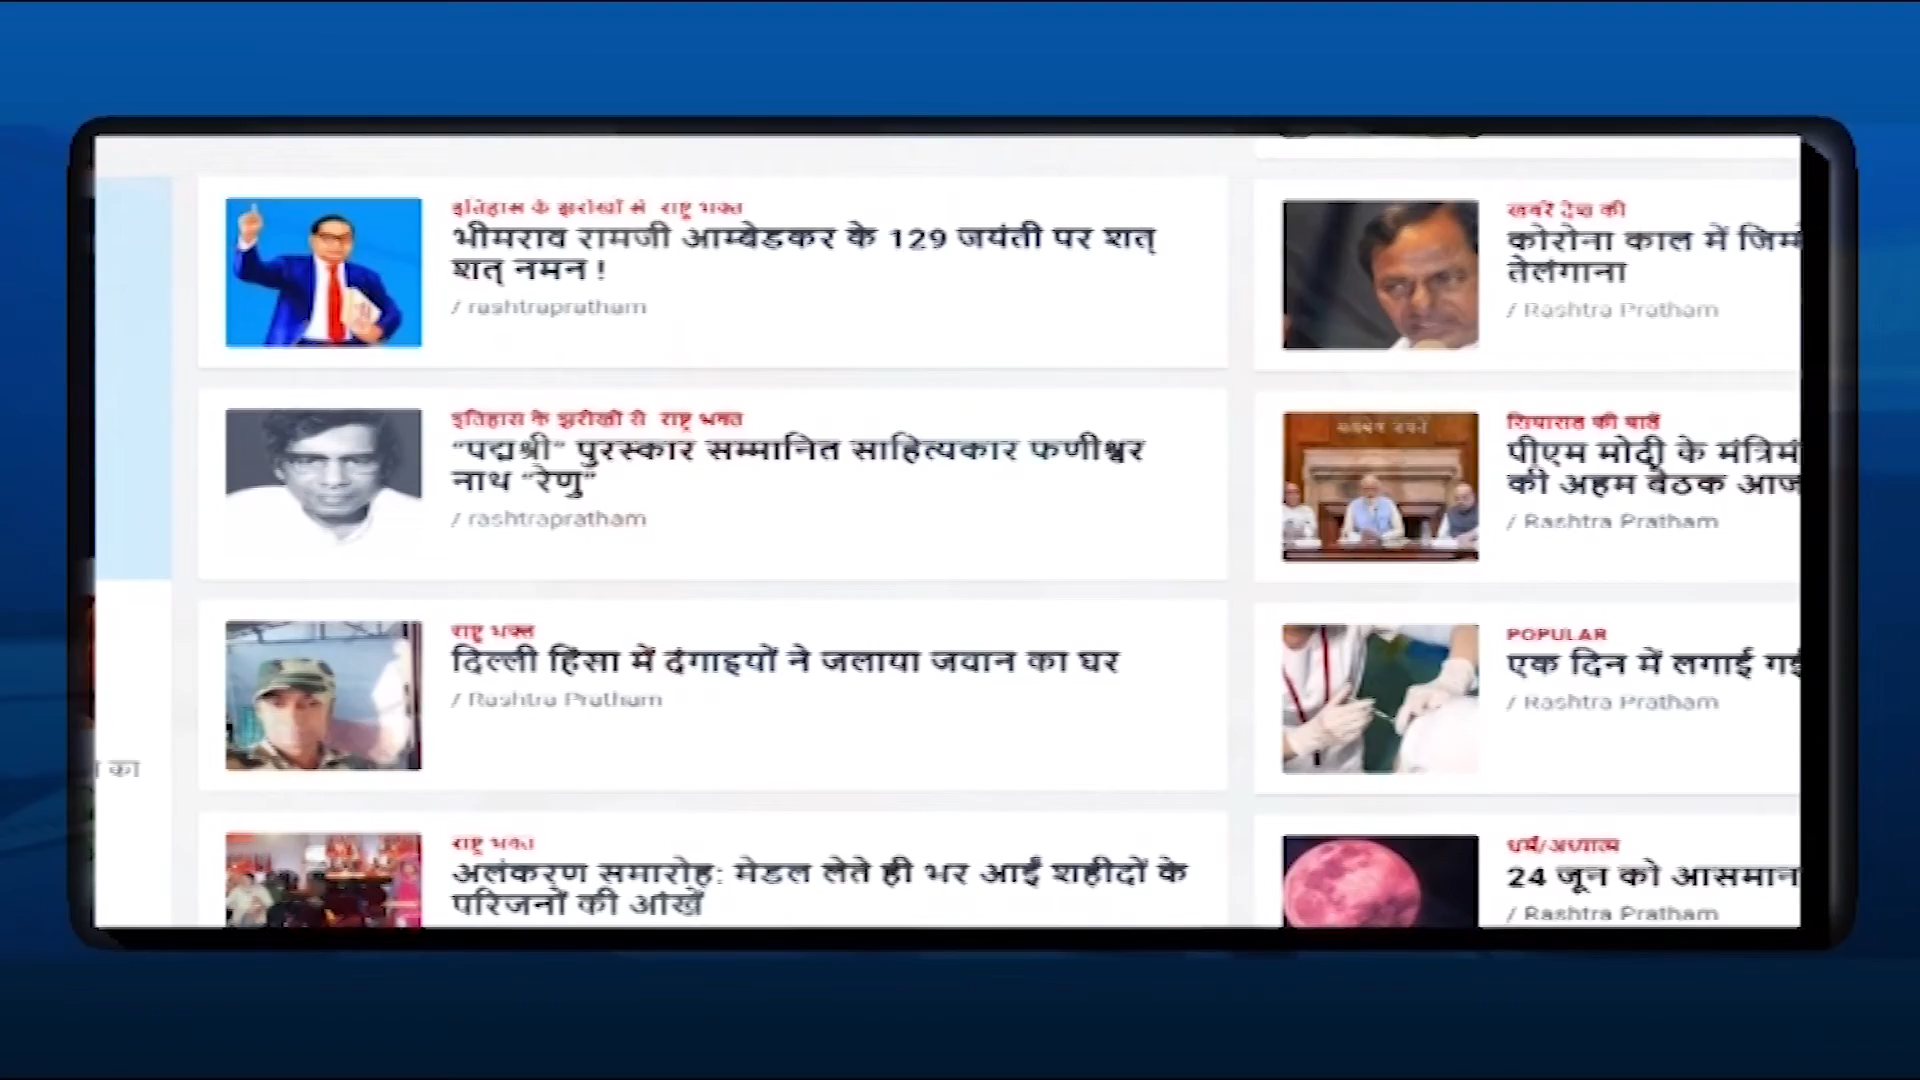 इतिहास के झरोखों से राष्ट्र भक्त
भीमराव रामजी आम्बेडकर के 129 जयंती पर शत्
शत् नमन !
/ rashtrapratham
इतिहास के झरोखों से राष्ट्र भक्त
“पद्मश्री” पुरस्कार सम्मानित साहित्यकार फणीश्वर
नाथ “रेणु”
/ rashtrapratham
राष्ट्र भक्त
दिल्ली हिंसा में दंगाइयों ने जलाया जवान का घर
/ Rashtra Pratham
राष्ट्र भक्त
अलंकरण समारोह: मेडल लेते ही भर आईं शहीदों के
परिजनों की आंखें
खबरें देश की
कोरोना काल में
तेलंगाना
/ Rashtra Pratham
सियासत की बातें
पीएम मोदी के
की अहम बैठक आज
/ Rashtra Pratham
POPULAR
एक दिन में लगाई
/ Rashtra Pratham
धर्म/अध्यात्म
24 जून को आसमान
/ Rashtra Pratham
का